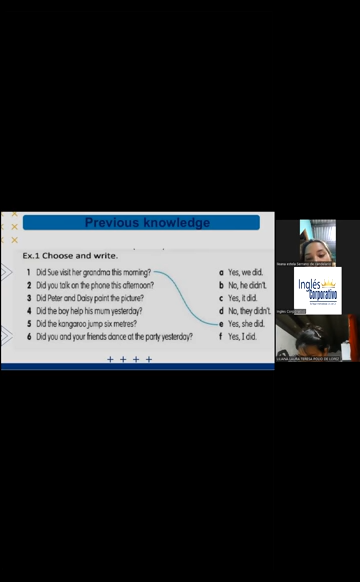 Previous knowledge
Ex.1 Choose and write.
1 Did Sue visit her grandma this morning?
2 Did you talk on the phone this afternoon?
3 Did Peter and Daisy paint the picture?
4 Did the boy help his mum yesterday?
5 Did the kangaroo jump six metres?
6 Did you and your friends dance at the party yesterday?
a Yes, we did.
b No, he didn't.
c Yes, it did.
d No, they didn't.
e Yes, she did.
f Yes, I did.
Inglés
Corporativo